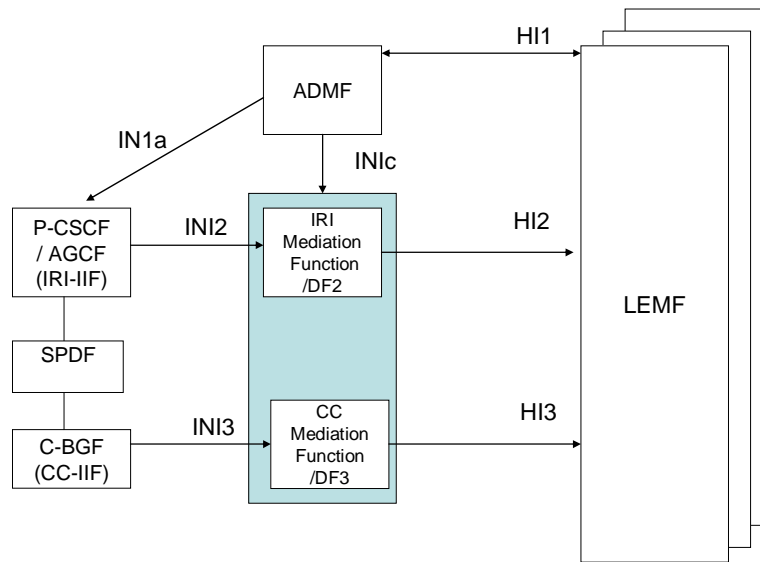 HI1
ADMF
IN1a
INIc
P-CSCF
/ AGCF
(IRI-IIF)
INI2
IRI
Mediation
Function
/DF2
HI2
LEMF
SPDF
C-BGF
(CC-IIF)
INI3
CC
Mediation
Function
/DF3
HI3